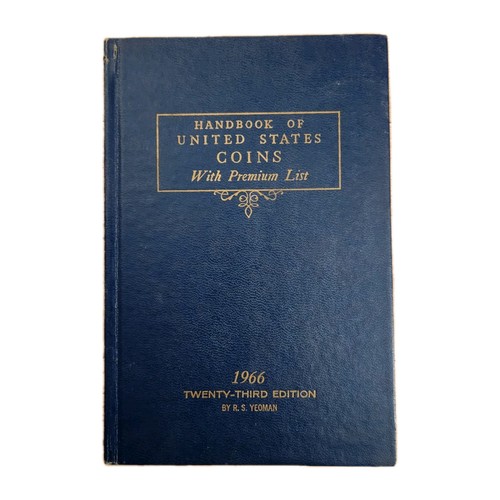 HANDBOOK OF
UNITED STATES
COINS
With Premium List
1966
TWENTY-THIRD EDITION
BY R. S. YEOMAN